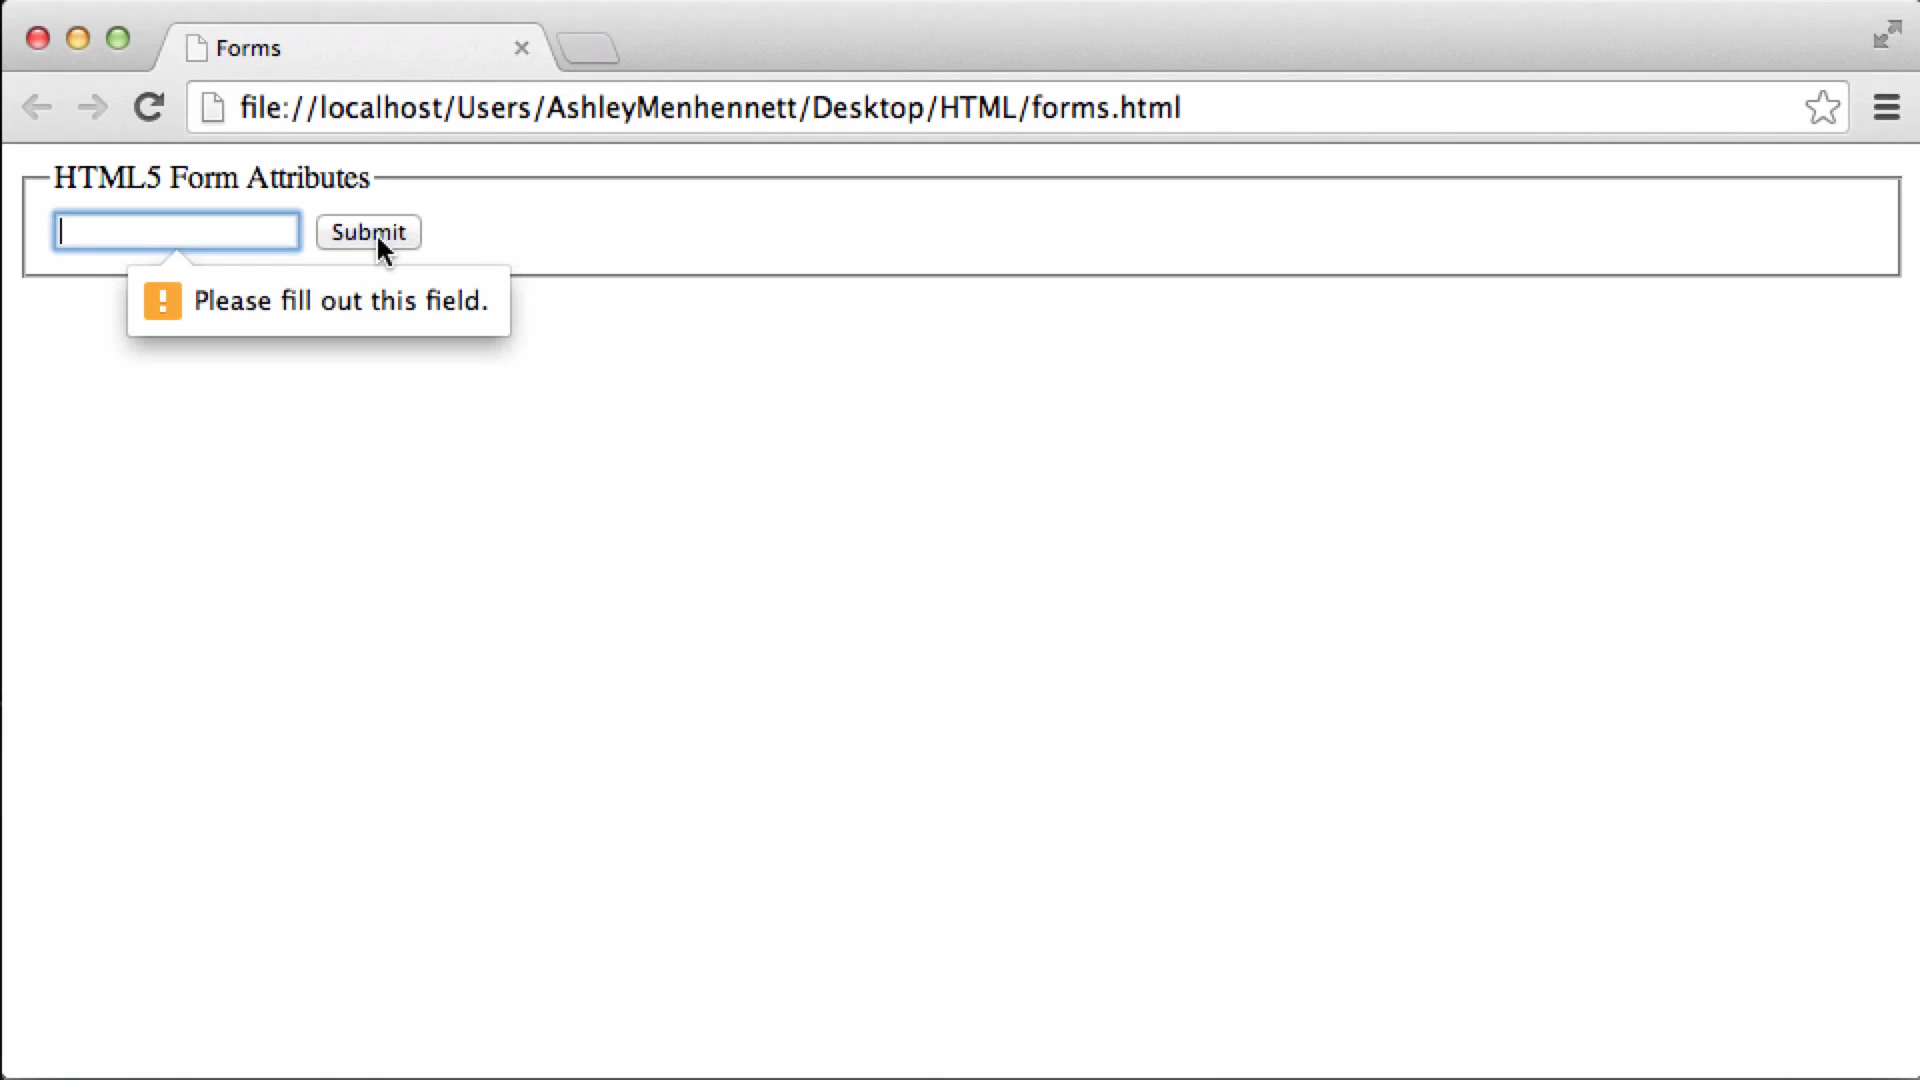 Forms
file://localhost/Users/AshleyMenhennett/Desktop/HTML/forms.html
HTML5 Form Attributes
Submit
Please fill out this field.